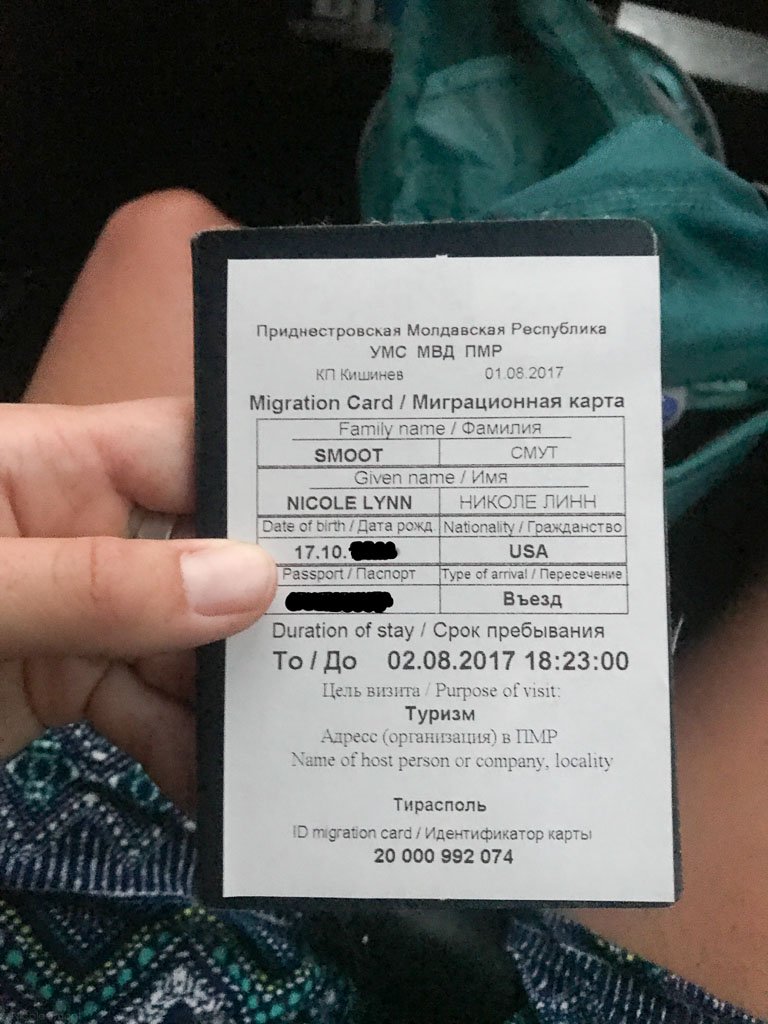 Приднестровская Молдавская Республика
УМС МВД ПМР
КП Кишинев 01.08.2017
Migration Card / Миграционная карта
Family name / Фамилия
SMOOT СМУТ
Given name / Имя
NICOLE LYNN НИКОЛЕ ЛИНН
Date of birth / Дата рожд. Nationality / Гражданство
17.10. USA
Passport / Паспорт Type of arrival / Пересечение
Въезд
Duration of stay / Срок пребывания
To / До 02.08.2017 18:23:00
Цель визита / Purpose of visit:
Туризм
Адресс (организация) в ПМР
Name of host person or company, locality
Тирасполь
ID migration card / Идентификатор карты
20 000 992 074